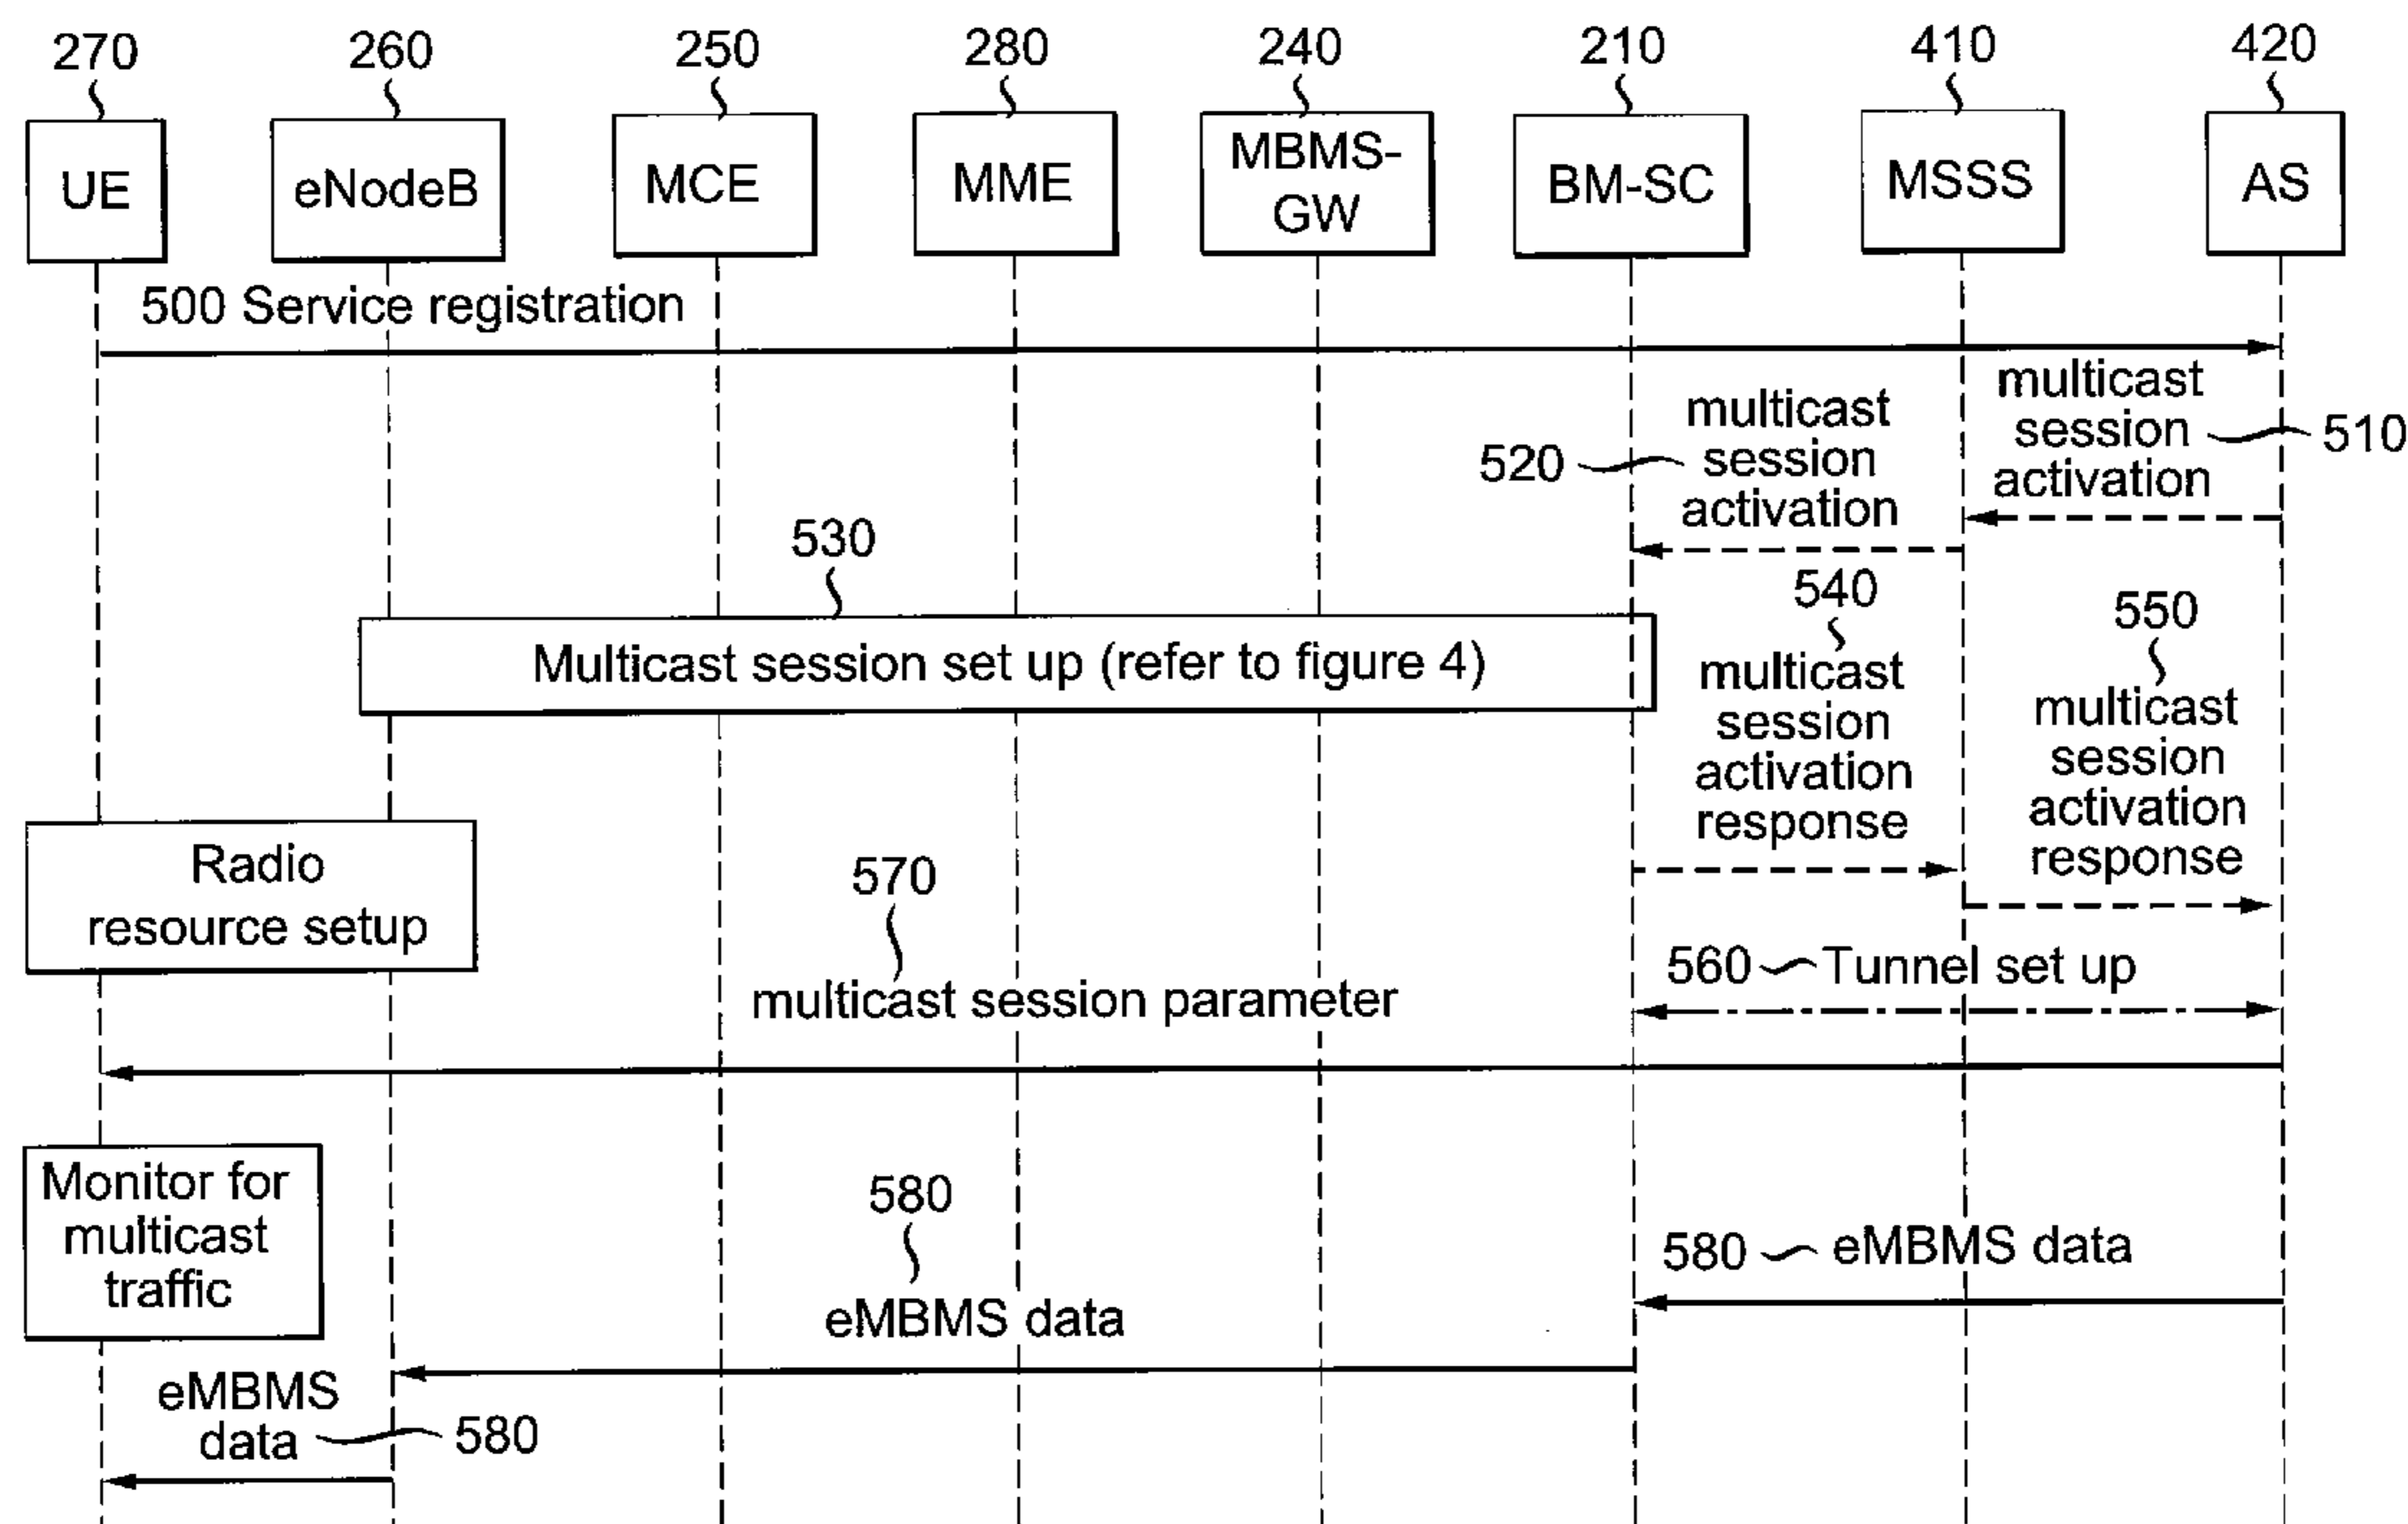 270 260 250 280 240 210 410 420
UE
eNodeB
MCE
MME
MBMS-
GW
BM-SC
MSSS
AS
500 Service registration
multicast
session
activation
510
multicast
session
activation
520
530
Multicast session set up (refer to figure 4)
540
multicast
session
activation
response
550
multicast
session
activation
response
Radio
resource setup
560 Tunnel set up
570
multicast session parameter
Monitor for
multicast
traffic
580 eMBMS data
580
eMBMS data
eMBMS
data 580